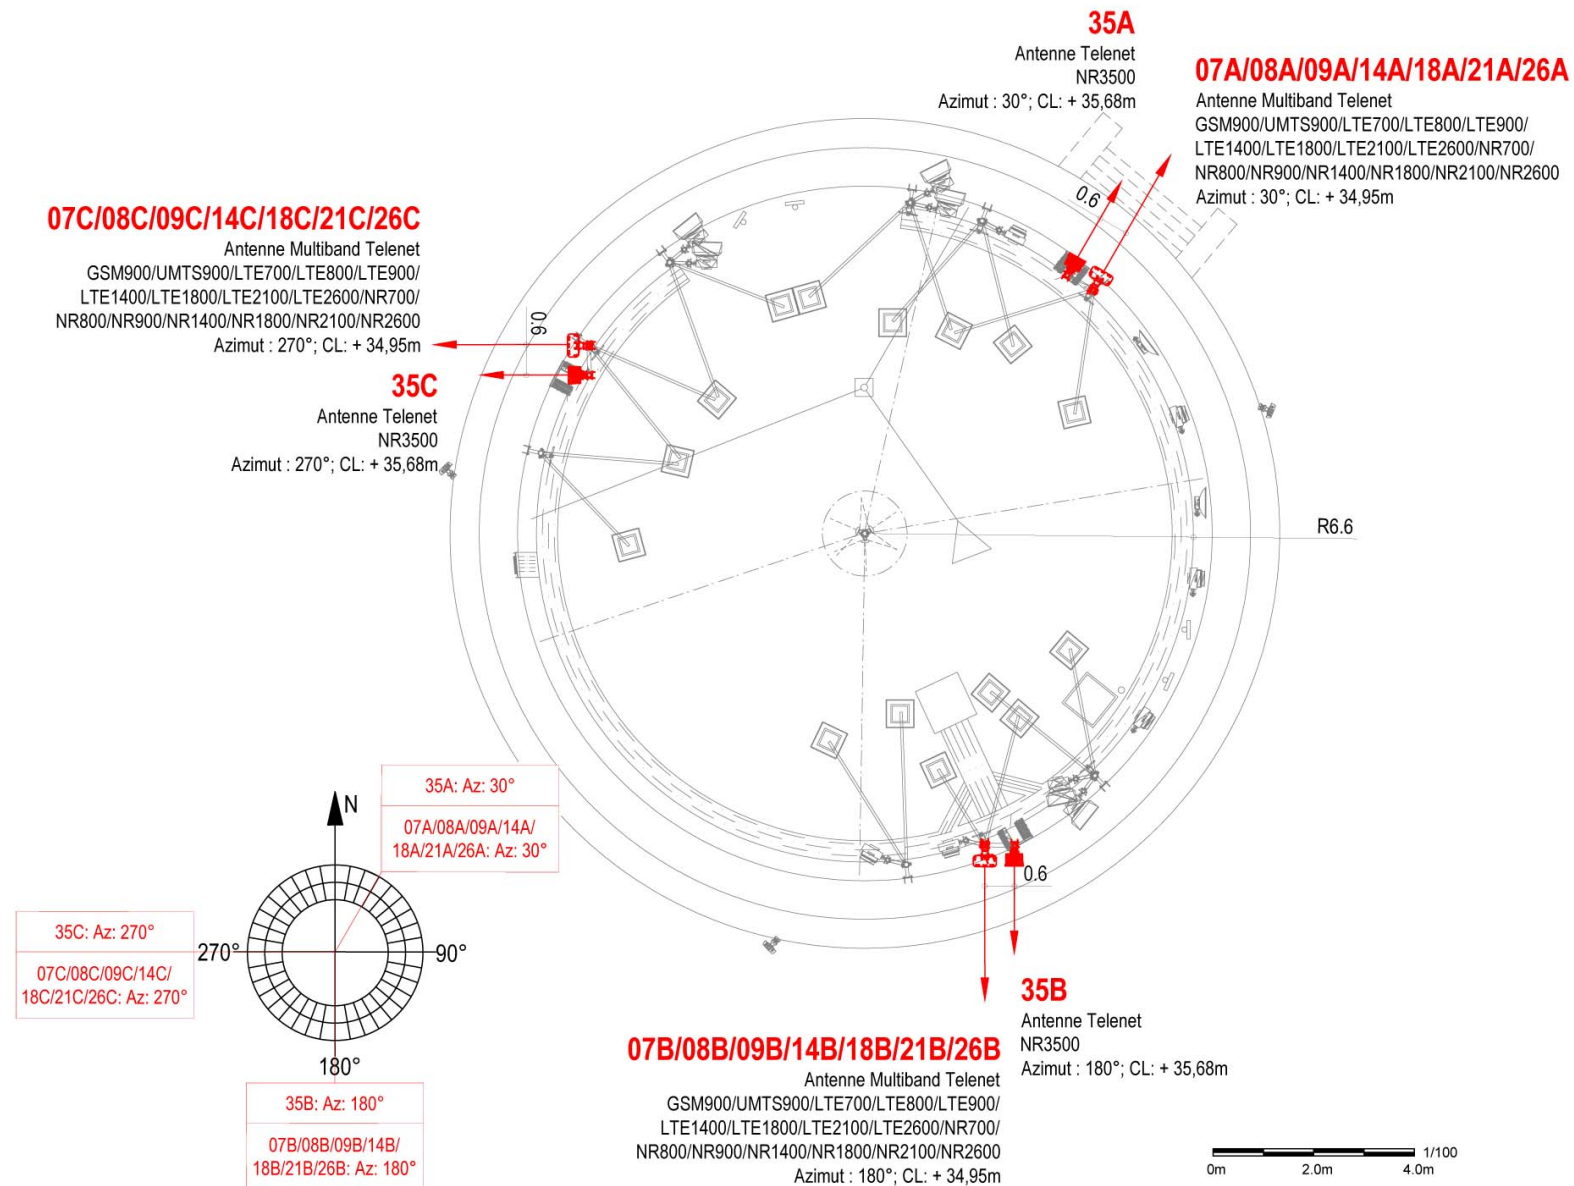 35A
Antenne Telenet
NR3500
Azimut : 30°; CL: + 35,68m
07A/08A/09A/14A/18A/21A/26A
Antenne Multiband Telenet
GSM900/UMTS900/LTE700/LTE800/LTE900/
LTE1400/LTE1800/LTE2100/LTE2600/NR700/
NR800/NR900/NR1400/NR1800/NR2100/NR2600
Azimut : 30°; CL: + 34,95m
0.6
07C/08C/09C/14C/18C/21C/26C
Antenne Multiband Telenet
GSM900/UMTS900/LTE700/LTE800/LTE900/
LTE1400/LTE1800/LTE2100/LTE2600/NR700/
NR800/NR900/NR1400/NR1800/NR2100/NR2600
Azimut : 270°; CL: + 34,95m
0.6
35C
Antenne Telenet
NR3500
Azimut : 270°; CL: + 35,68m
R6.6
35A: Az: 30°
07A/08A/09A/14A/
18A/21A/26A: Az: 30°
N
35C: Az: 270°
07C/08C/09C/14C/
18C/21C/26C: Az: 270°
270°
90°
180°
35B: Az: 180°
07B/08B/09B/14B/
18B/21B/26B: Az: 180°
0.6
35B
Antenne Telenet
NR3500
Azimut : 180°; CL: + 35,68m
07B/08B/09B/14B/18B/21B/26B
Antenne Multiband Telenet
GSM900/UMTS900/LTE700/LTE800/LTE900/
LTE1400/LTE1800/LTE2100/LTE2600/NR700/
NR800/NR900/NR1400/NR1800/NR2100/NR2600
Azimut : 180°; CL: + 34,95m
1/100
0m 2.0m 4.0m